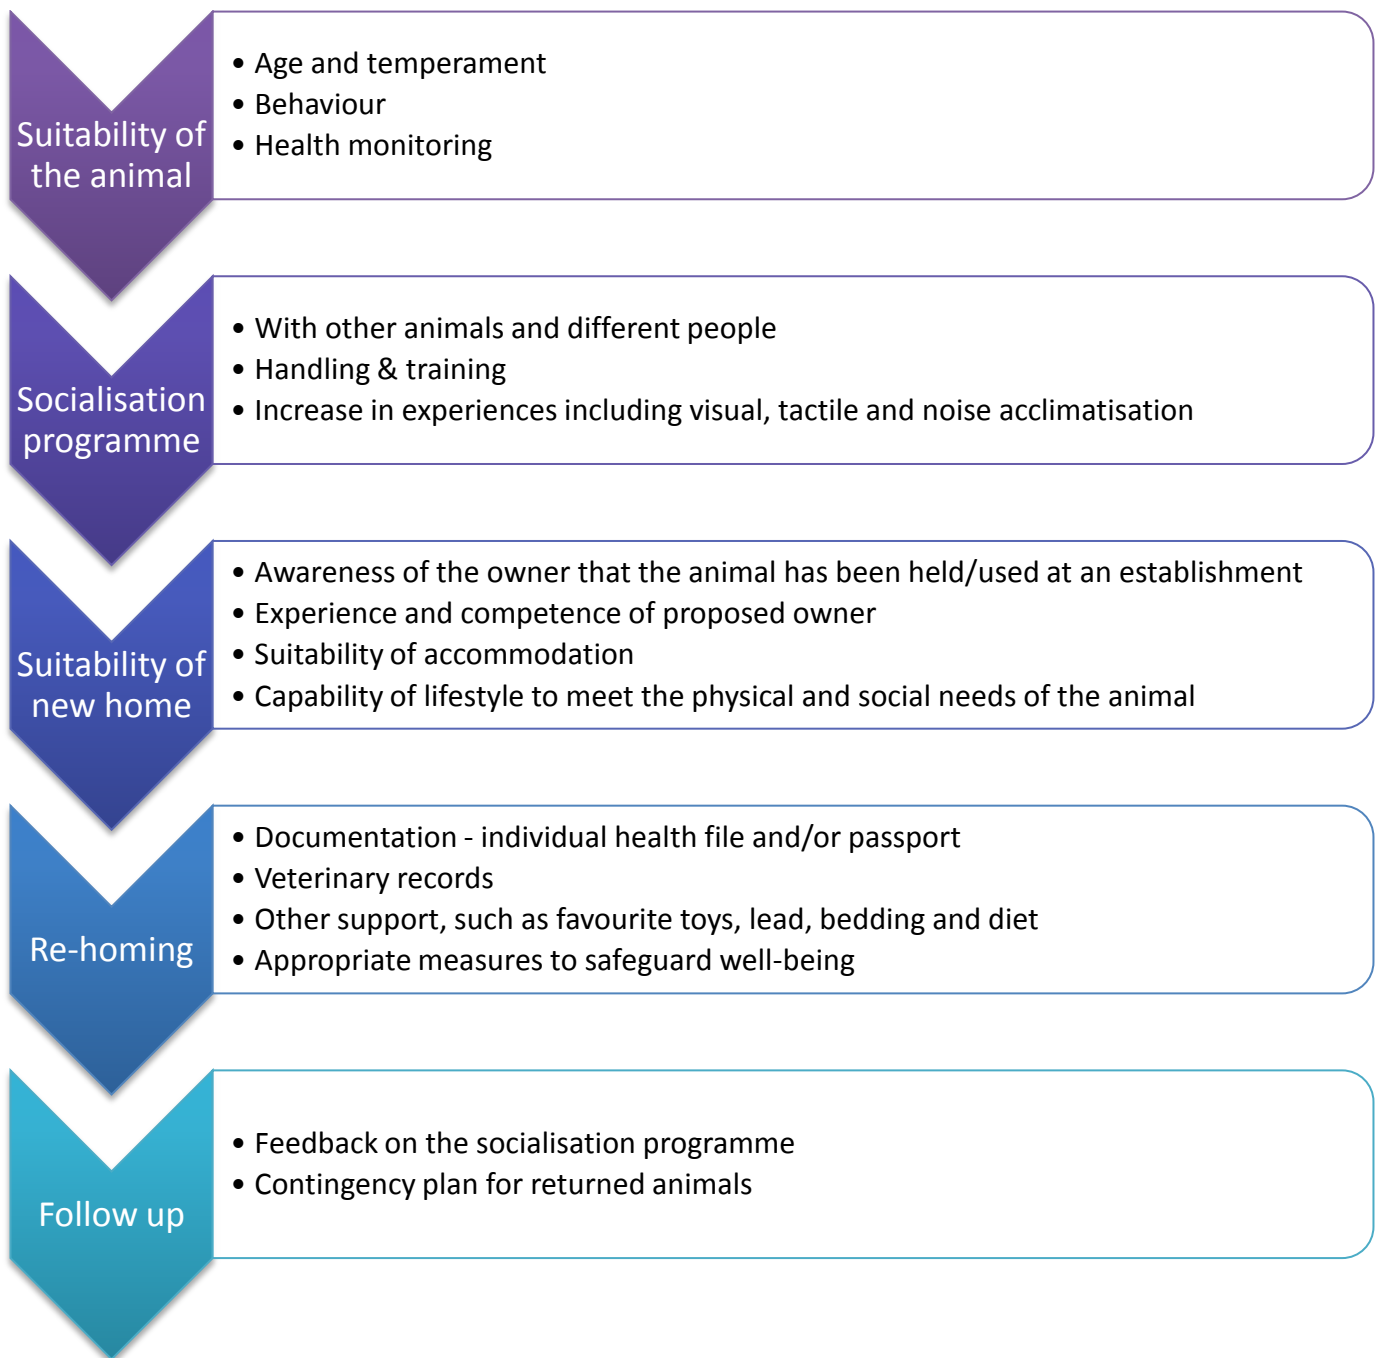 Suitability of
the animal
• Age and temperament
• Behaviour
• Health monitoring
Socialisation
programme
• With other animals and different people
• Handling & training
• Increase in experiences including visual, tactile and noise acclimatisation
Suitability of
new home
• Awareness of the owner that the animal has been held/used at an establishment
• Experience and competence of proposed owner
• Suitability of accommodation
• Capability of lifestyle to meet the physical and social needs of the animal
Re-homing
• Documentation - individual health file and/or passport
• Veterinary records
• Other support, such as favourite toys, lead, bedding and diet
• Appropriate measures to safeguard well-being
Follow up
• Feedback on the socialisation programme
• Contingency plan for returned animals